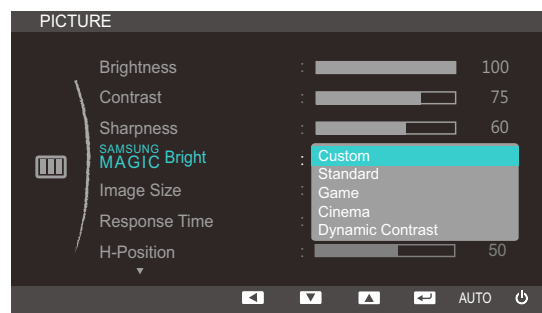 PICTURE
Brightness : 100
Contrast : 75
Sharpness : 60
SAMSUNG
MAGIC Bright : Custom
Standard
Image Size : Game
Cinema
Response Time : Dynamic Contrast
H-Position : 50
AUTO